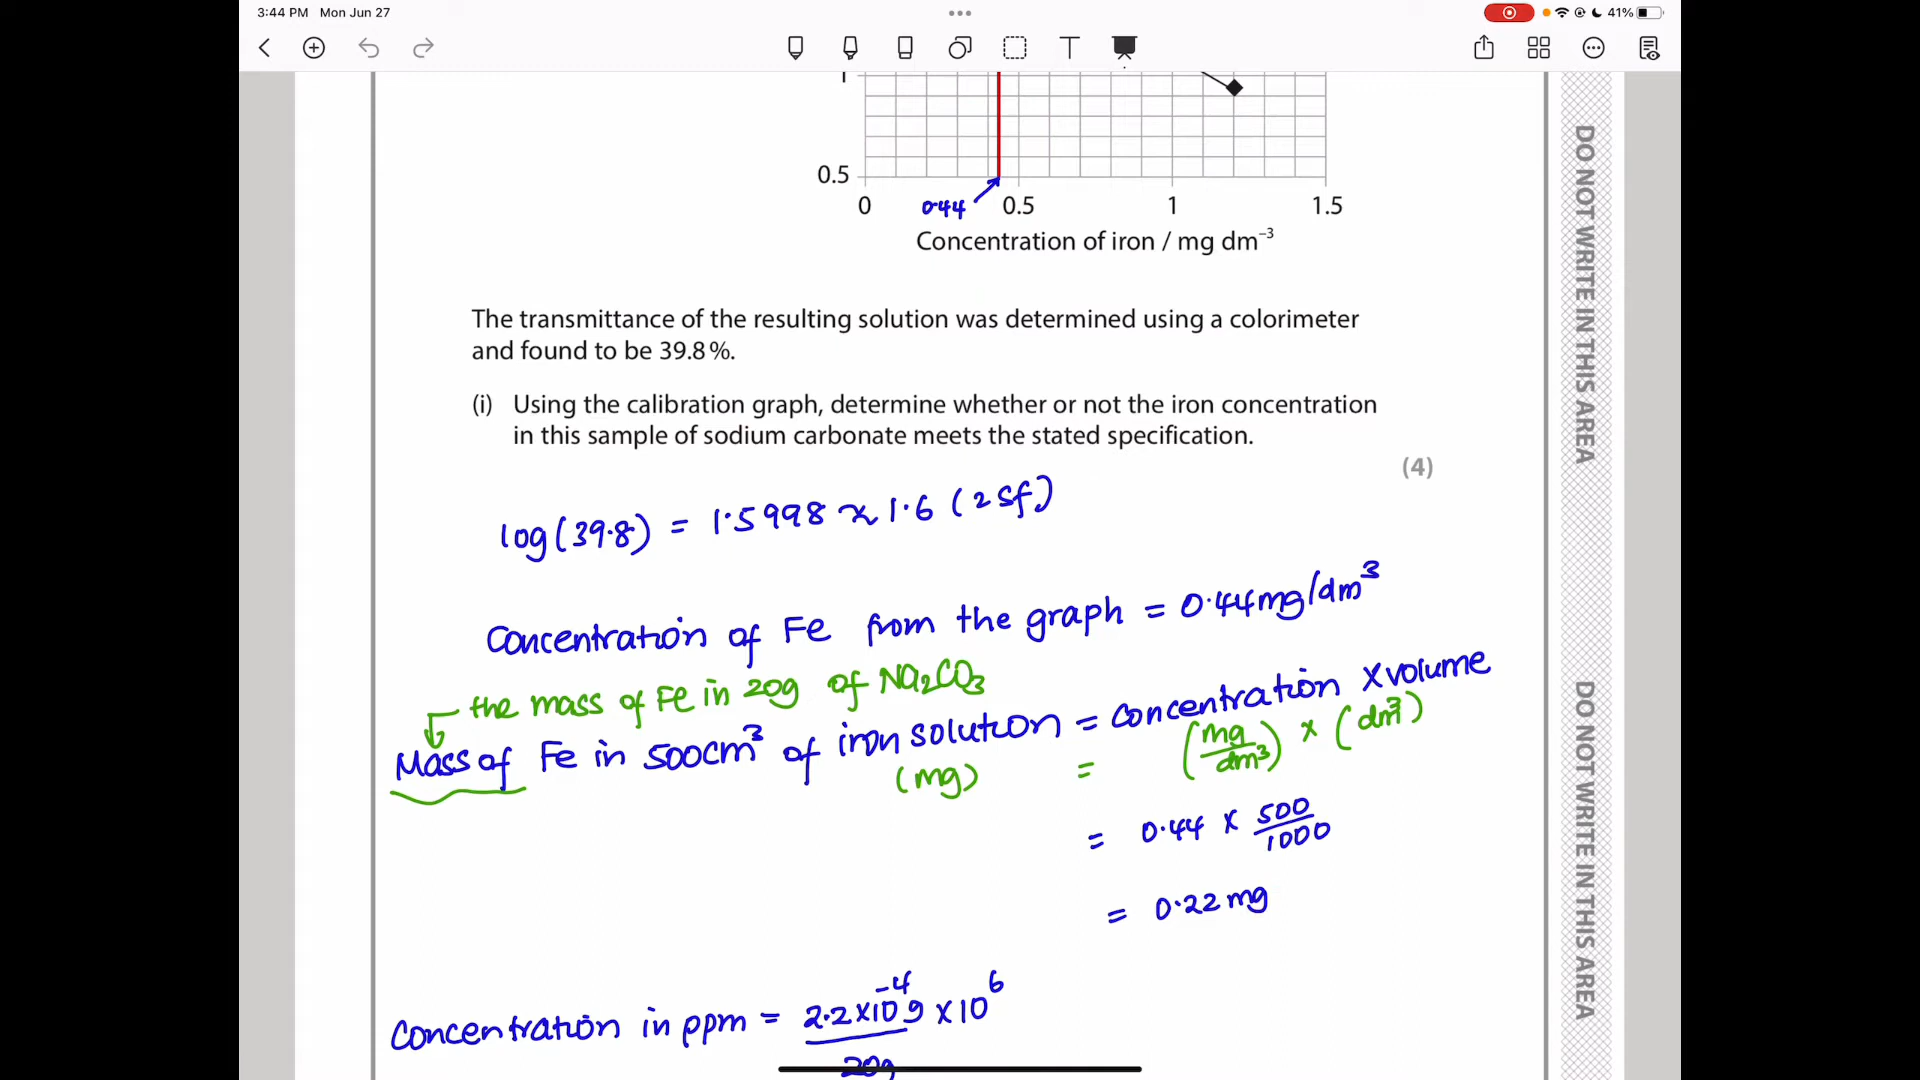 3:44 PM Mon Jun 27
41%
1
0.5
0 0.44 0.5 1 1.5
Concentration of iron / mg dm⁻³
The transmittance of the resulting solution was determined using a colorimeter
and found to be 39.8%.
(i) Using the calibration graph, determine whether or not the iron concentration
in this sample of sodium carbonate meets the stated specification.
(4)
log(39.8) = 1.5998 ≈ 1.6 (2 sf)
Concentration of Fe from the graph = 0.44mg/dm³
the mass of Fe in 20g of Na₂CO₃
Mass of Fe in 500cm³ of iron solution = concentration x volume
(mg) = (mg/dm³) x (dm³)
= 0.44 x 500/1000
= 0.22 mg
Concentration in ppm = 2.2x10⁻⁴g x10⁶
20g
DO NOT WRITE IN THIS AREA
DO NOT WRITE IN THIS AREA